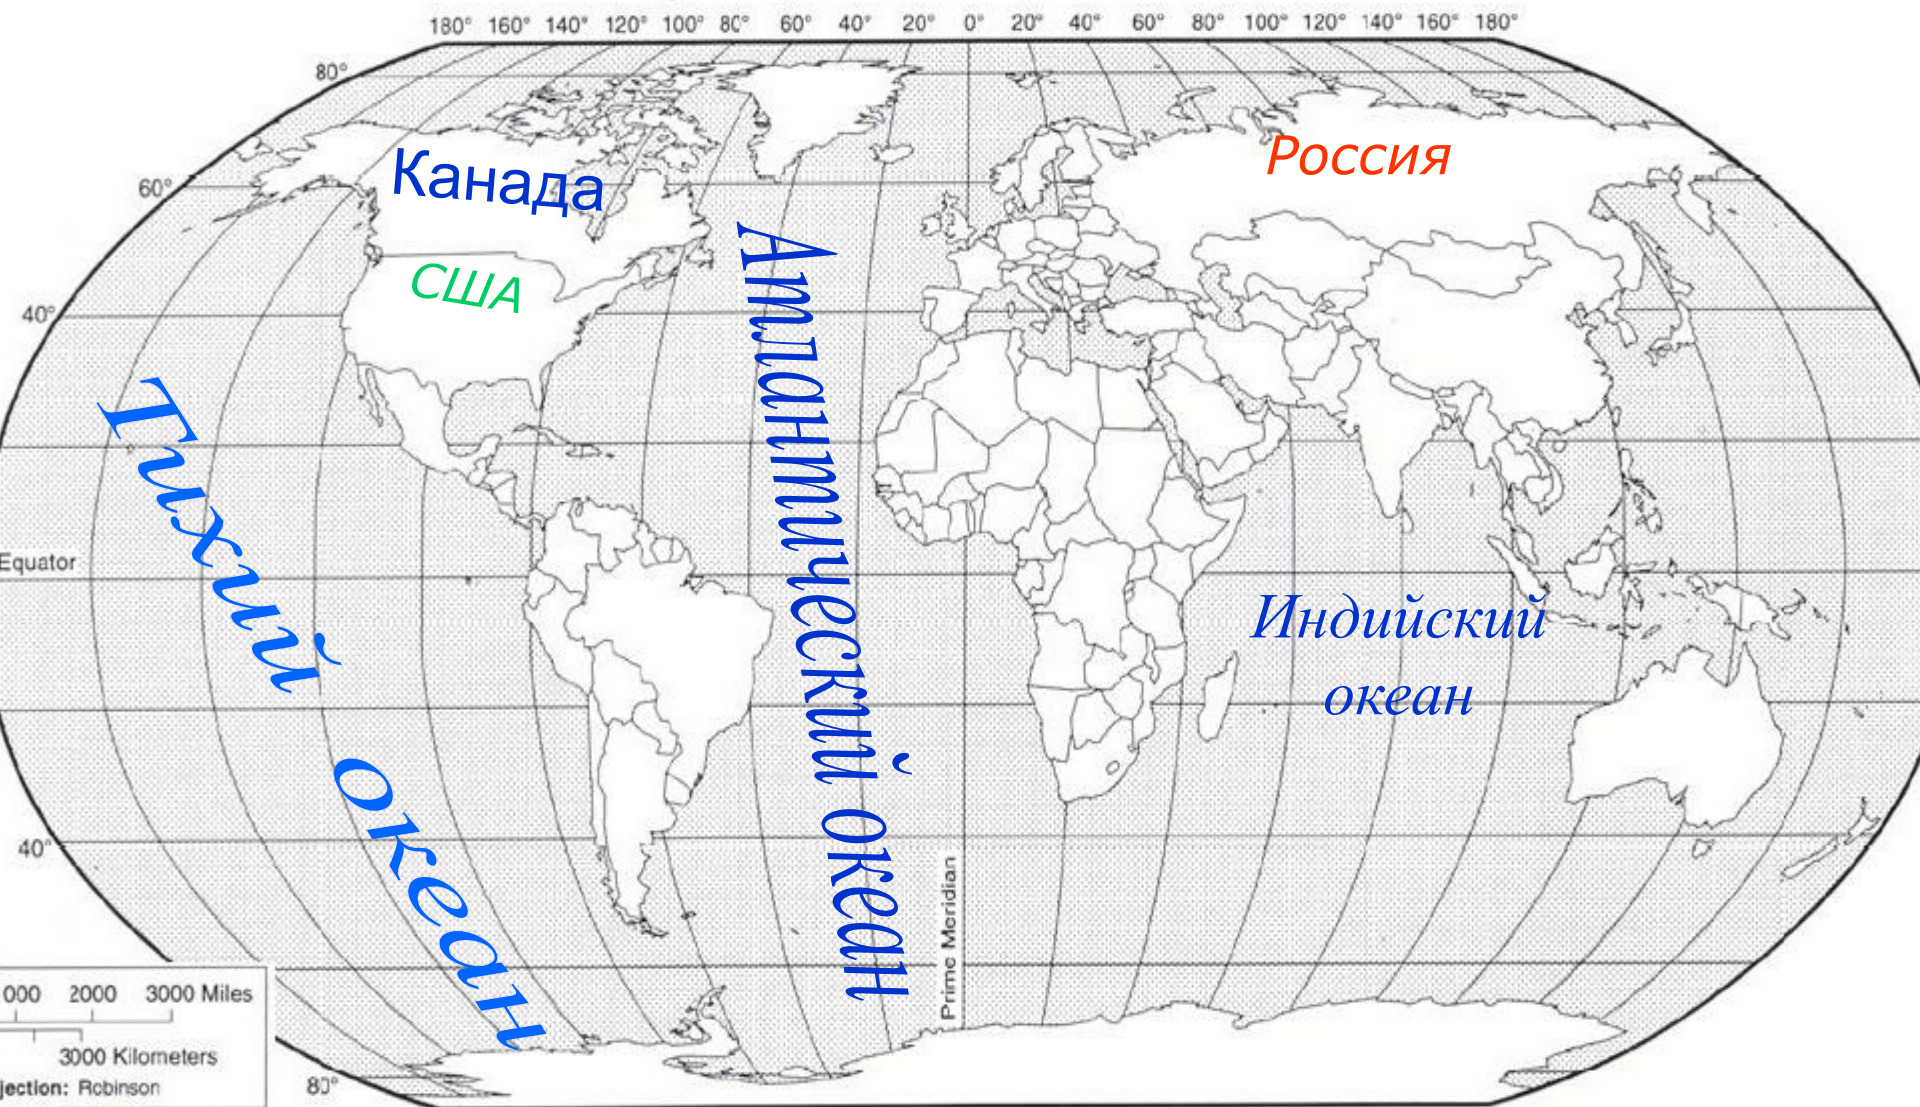 180° 160° 140° 120° 100° 80° 60° 40° 20° 0° 20° 40° 60° 80° 100° 120° 140° 160° 180°
80°
60°
40°
Equator
40°
80°
Канада
США
Россия
Тихий океан
Атлантический океан
Индийский
океан
Prime Meridian
000 2000 3000 Miles
3000 Kilometers
jection: Robinson